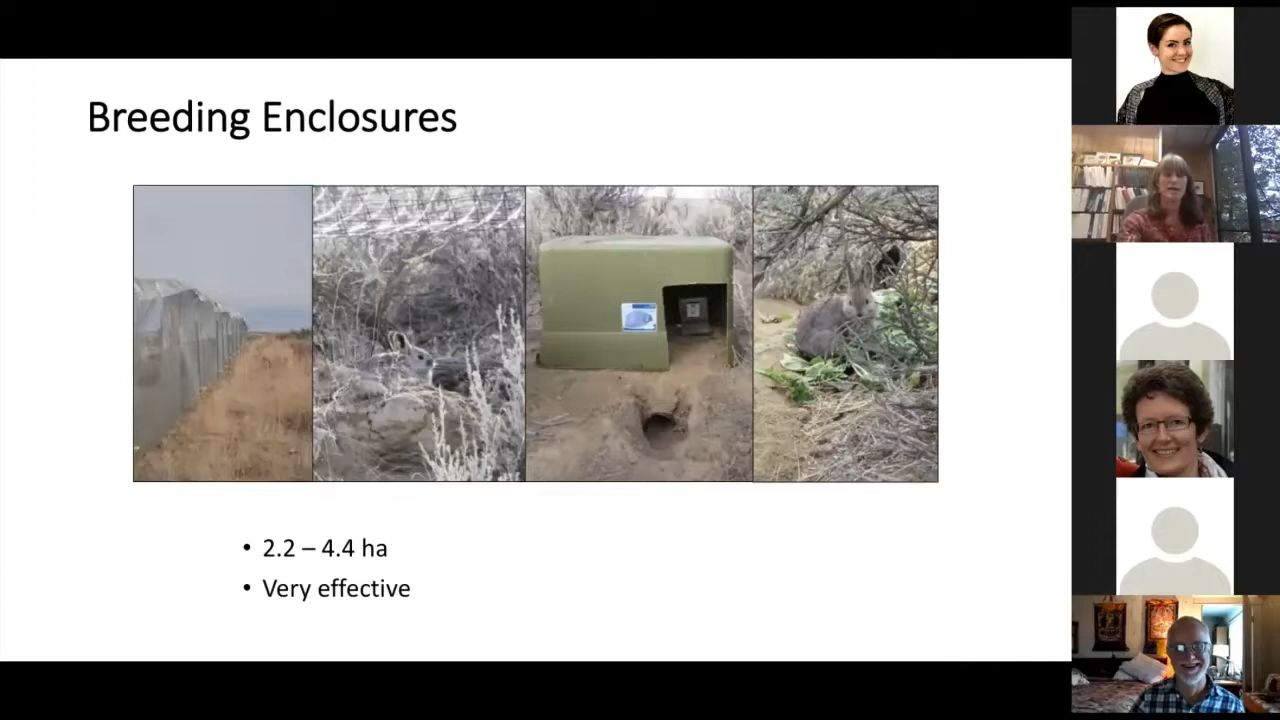 Breeding Enclosures
• 2.2 – 4.4 ha
• Very effective